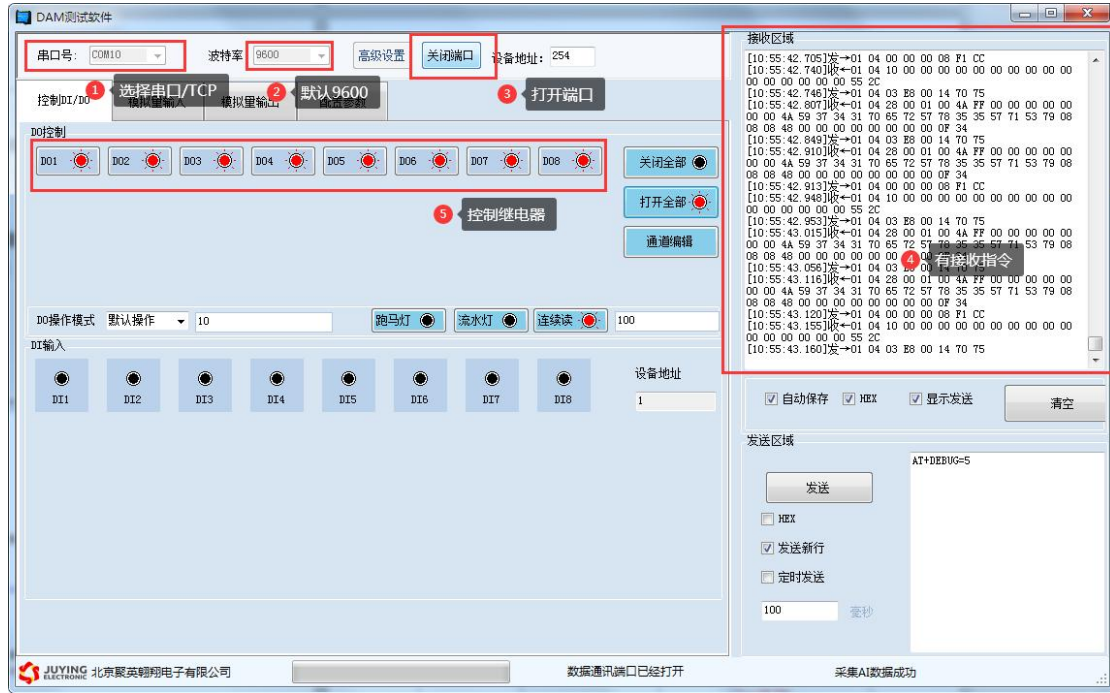 DAM测试软件
串口号: COM10 波特率 9600 高级设置 关闭端口 设备地址: 254
1 选择串口/TCP 2 默认9600 3 打开端口
控制DI/DO 模拟量输入 模拟量输出 配置参数
DO控制
DO1 DO2 DO3 DO4 DO5 DO6 DO7 DO8 关闭全部
打开全部
5 控制继电器
通道编辑
DO操作模式 默认操作 10 跑马灯 流水灯 连续读 100
DI输入
设备地址
DI1 DI2 DI3 DI4 DI5 DI6 DI7 DI8 1
接收区域
[10:55:42.705]发→01 04 00 00 00 08 F1 CC
[10:55:42.740]收←01 04 10 00 00 00 00 00 00 00 00 00
00 00 00 00 00 00 55 2C
[10:55:42.746]发→01 04 03 E8 00 14 70 75
[10:55:42.807]收←01 04 28 00 01 00 4A FF 00 00 00 00 00
00 00 4A 59 37 34 31 70 65 72 57 78 35 35 57 71 53 79 08
08 08 48 00 00 00 00 00 00 00 00 0F 34
[10:55:42.849]发→01 04 03 E8 00 14 70 75
[10:55:42.910]收←01 04 28 00 01 00 4A FF 00 00 00 00 00
00 00 4A 59 37 34 31 70 65 72 57 78 35 35 57 71 53 79 08
08 08 48 00 00 00 00 00 00 00 00 0F 34
[10:55:42.913]发→01 04 00 00 00 08 F1 CC
[10:55:42.948]收←01 04 10 00 00 00 00 00 00 00 00 00
00 00 00 00 00 00 55 2C
[10:55:42.953]发→01 04 03 E8 00 14 70 75
[10:55:43.015]收←01 04 28 00 01 00 4A FF 00 00 00 00 00
00 00 4A 59 37 34 31 70 65 72 57 78 35 35 57 71 53 79 08
08 08 48 00 00 00 00 00
4 有接收指令
[10:55:43.056]发→01 04 03 E8 00 14 70 75
[10:55:43.116]收←01 04 28 00 01 00 4A FF 00 00 00 00 00
00 00 4A 59 37 34 31 70 65 72 57 78 35 35 57 71 53 79 08
08 08 48 00 00 00 00 00 00 00 00 0F 34
[10:55:43.120]发→01 04 00 00 00 08 F1 CC
[10:55:43.155]收←01 04 10 00 00 00 00 00 00 00 00 00
00 00 00 00 00 00 55 2C
[10:55:43.160]发→01 04 03 E8 00 14 70 75
自动保存 HEX 显示发送 清空
发送区域
AT+DEBUG=5
发送
HEX
发送新行
定时发送
100 毫秒
JUYING ELECTRONIC 北京聚英翱翔电子有限公司 数据通讯端口已经打开 采集AI数据成功